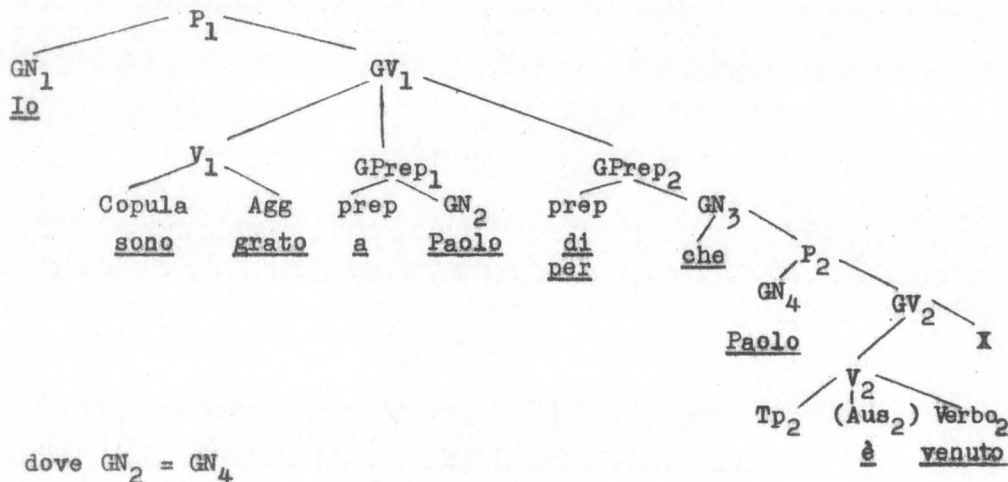 P1
GN1 GV1
Io
V1 GPrep1 GPrep2
Copula Agg prep GN2 prep GN3
sono grato a Paolo di che P2
per
GN4 GV2
Paolo X
V2
Tp2 (Aus2) Verbo2
è venuto
dove GN2 = GN4